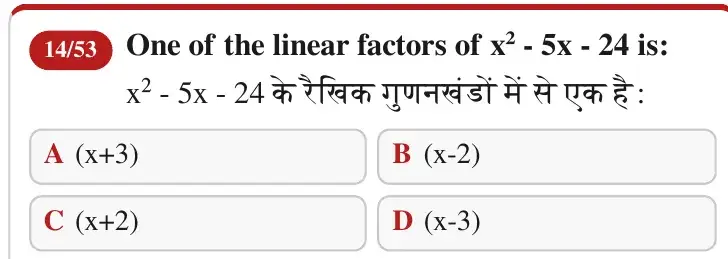 14/53 One of the linear factors of x² - 5x - 24 is:
x² - 5x - 24 के रैखिक गुणनखंडों में से एक है :
A (x+3)
B (x-2)
C (x+2)
D (x-3)